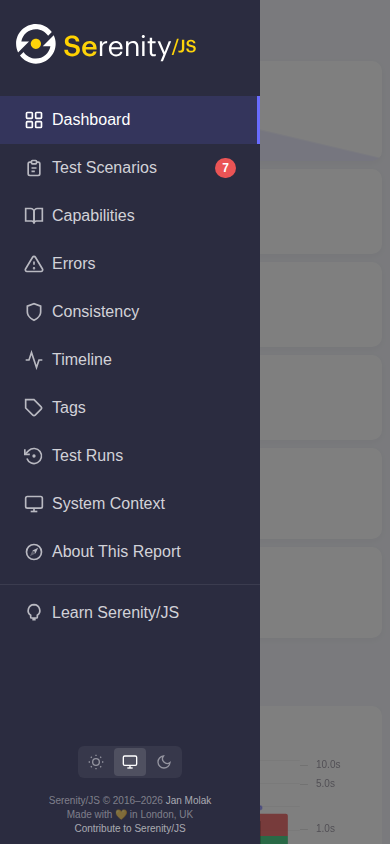 Serenity/JS
Dashboard
Test Scenarios 7
Capabilities
Errors
Consistency
Timeline
Tags
Test Runs
System Context
About This Report
Learn Serenity/JS
10.0s
5.0s
1.0s
Serenity/JS © 2016–2026 Jan Molak
Made with 🧡 in London, UK
Contribute to Serenity/JS